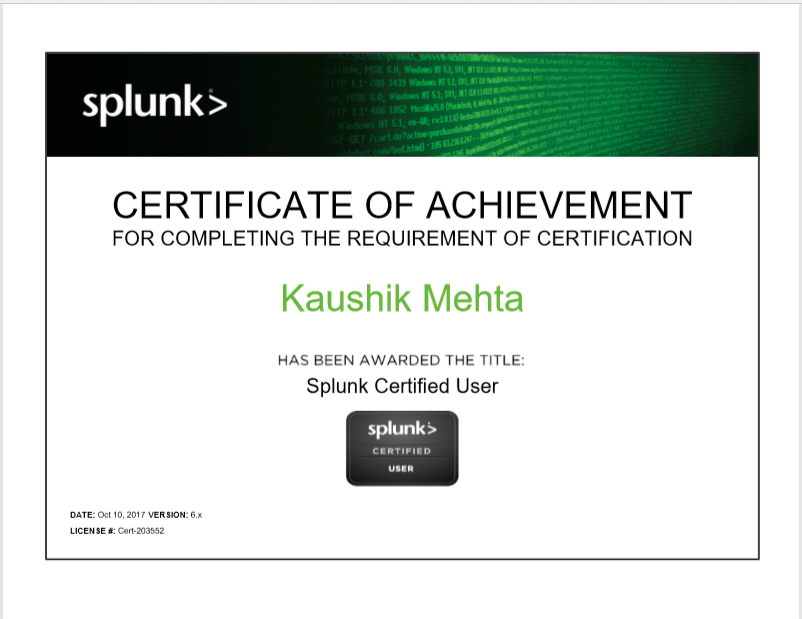 splunk>
CERTIFICATE OF ACHIEVEMENT
FOR COMPLETING THE REQUIREMENT OF CERTIFICATION
Kaushik Mehta
HAS BEEN AWARDED THE TITLE:
Splunk Certified User
splunk>
CERTIFIED
USER
DATE: Oct 10, 2017 VERSION: 6.x
LICENSE #: Cert-203552